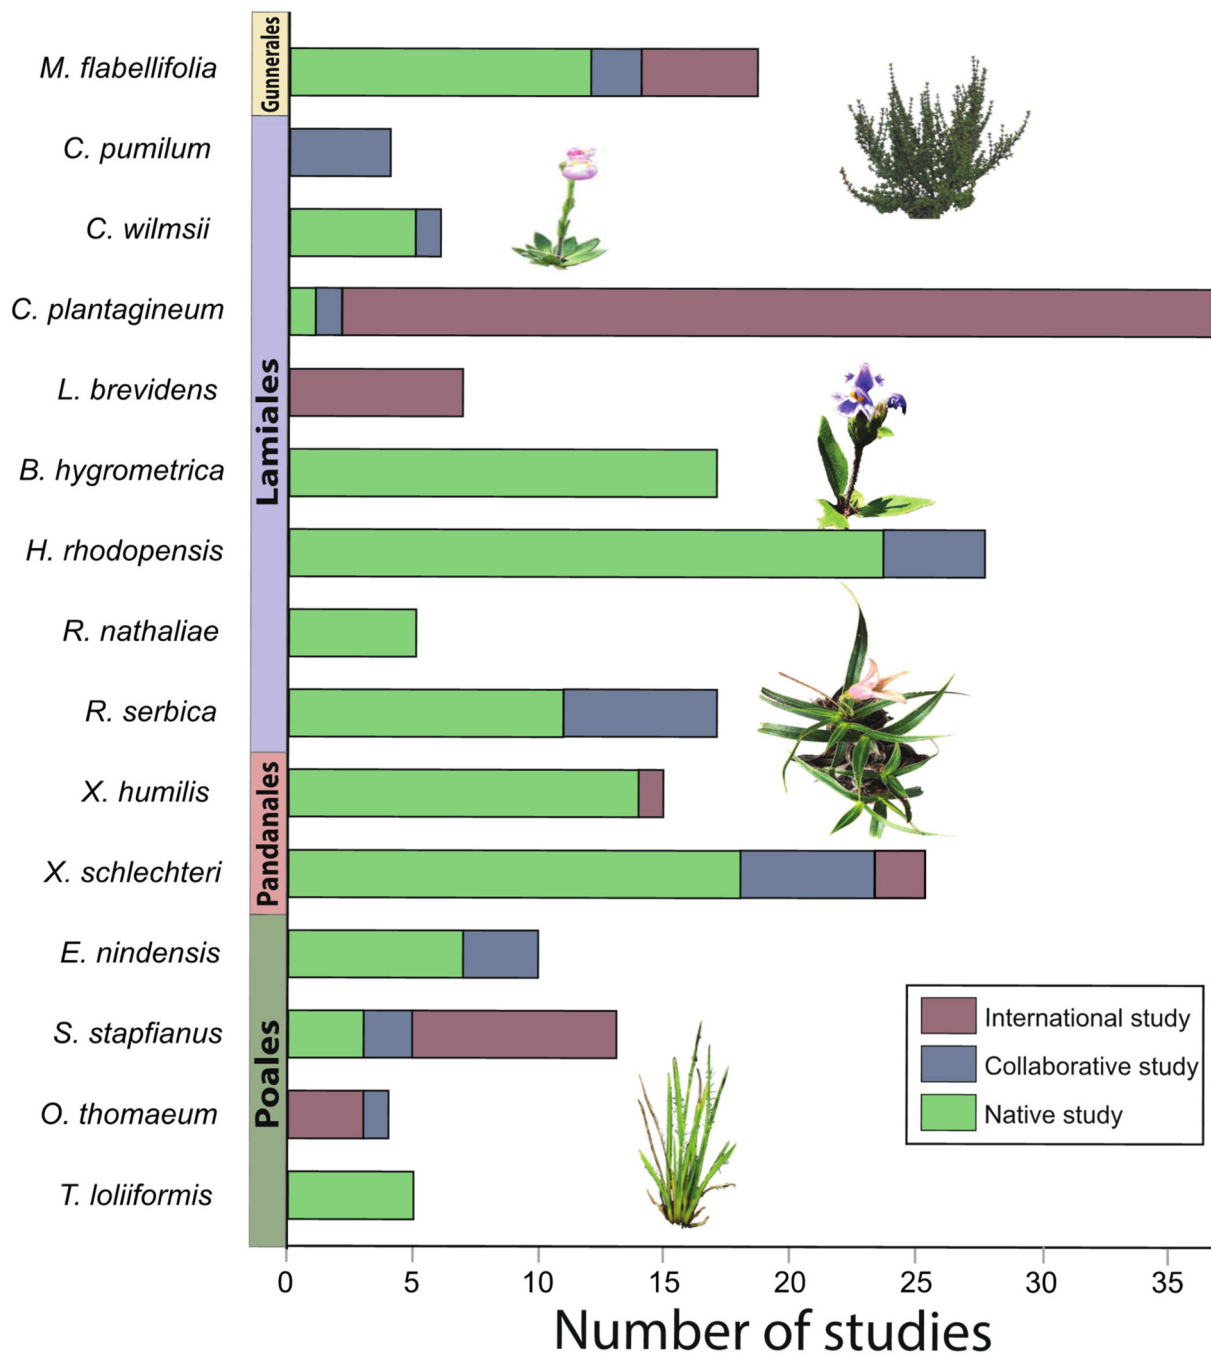 Gunnerales
Lamiales
Pandanales
Poales
M. flabellifolia
C. pumilum
C. wilmsii
C. plantagineum
L. brevidens
B. hygrometrica
H. rhodopensis
R. nathaliae
R. serbica
X. humilis
X. schlechteri
E. nindensis
S. stapfianus
O. thomaeum
T. loliiformis
International study
Collaborative study
Native study
0 5 10 15 20 25 30 35
Number of studies